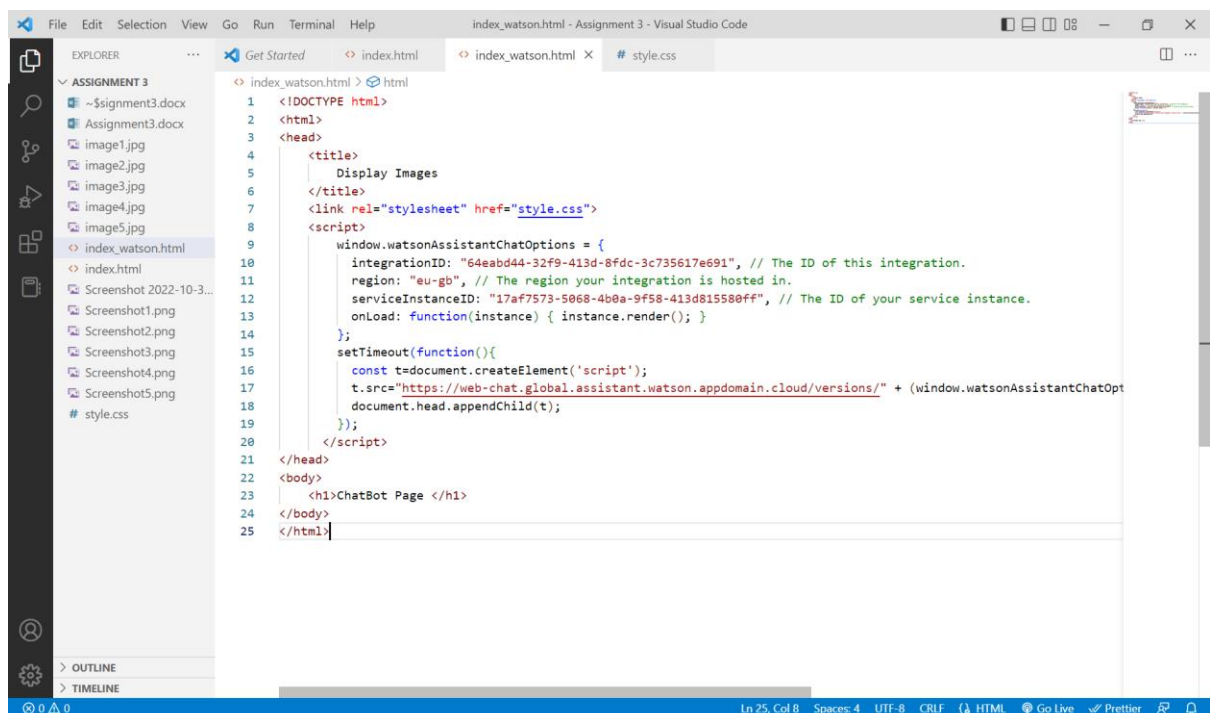 File Edit Selection View Go Run Terminal Help index_watson.html - Assignment 3 - Visual Studio Code
EXPLORER ...
Get Started index.html index_watson.html style.css
ASSIGNMENT 3
~$signment3.docx
Assignment3.docx
image1.jpg
image2.jpg
image3.jpg
image4.jpg
image5.jpg
index_watson.html
index.html
Screenshot 2022-10-3...
Screenshot1.png
Screenshot2.png
Screenshot3.png
Screenshot4.png
Screenshot5.png
# style.css
OUTLINE
TIMELINE
index_watson.html > html
1 <!DOCTYPE html>
2 <html>
3 <head>
4 <title>
5 Display Images
6 </title>
7 <link rel="stylesheet" href="style.css">
8 <script>
9 window.watsonAssistantChatOptions = {
10 integrationID: "64eabd44-32f9-413d-8fdc-3c735617e691", // The ID of this integration.
11 region: "eu-gb", // The region your integration is hosted in.
12 serviceInstanceID: "17af7573-5068-4b0a-9f58-413d815580ff", // The ID of your service instance.
13 onLoad: function(instance) { instance.render(); }
14 };
15 setTimeout(function(){
16 const t=document.createElement('script');
17 t.src="https://web-chat.global.assistant.watson.appdomain.cloud/versions/" + (window.watsonAssistantChatOpt
18 document.head.appendChild(t);
19 });
20 </script>
21 </head>
22 <body>
23 <h1>ChatBot Page </h1>
24 </body>
25 </html>
0 0 Ln 25, Col 8 Spaces: 4 UTF-8 CRLF HTML Go Live Prettier